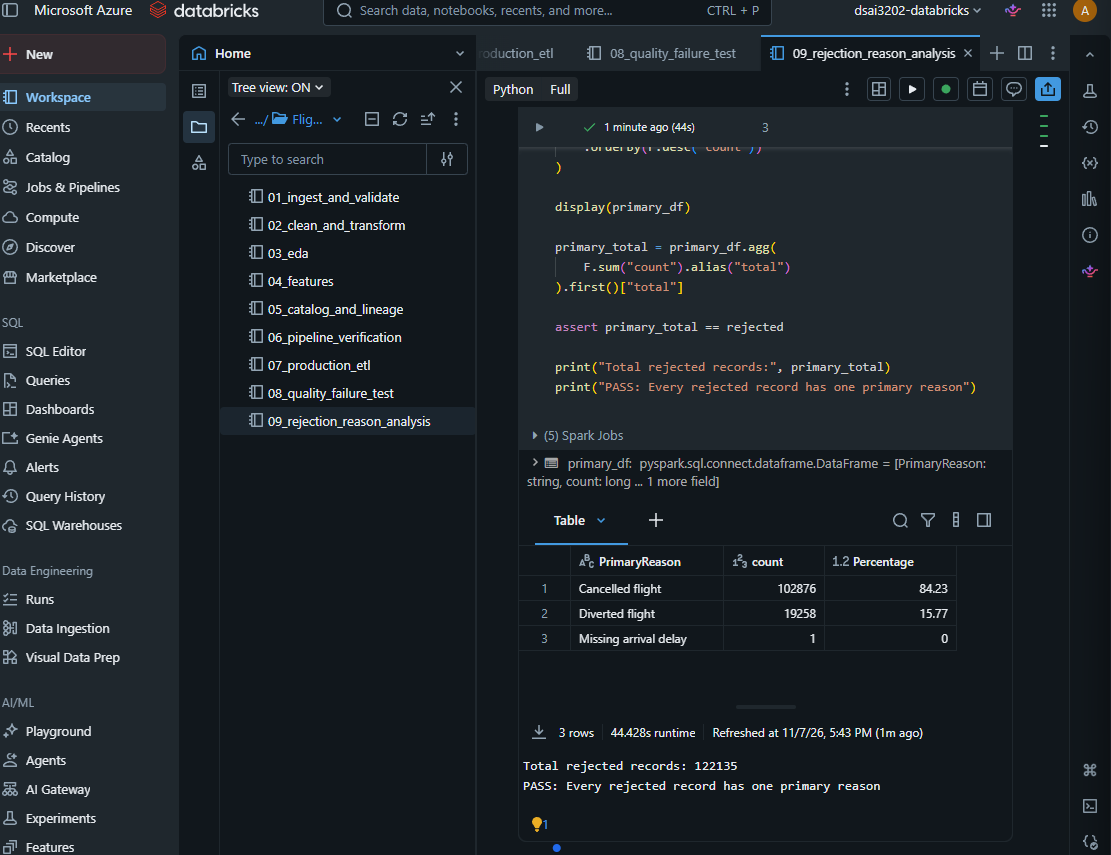 Microsoft Azure
databricks
Search data, notebooks, recents, and more...
CTRL + P
dsai3202-databricks
A
New
Workspace
Recents
Catalog
Jobs & Pipelines
Compute
Discover
Marketplace
SQL
SQL Editor
Queries
Dashboards
Genie Agents
Alerts
Query History
SQL Warehouses
Data Engineering
Runs
Data Ingestion
Visual Data Prep
AI/ML
Playground
Agents
AI Gateway
Experiments
Features
Home
Tree view: ON
.../ Flig...
Type to search
01_ingest_and_validate
02_clean_and_transform
03_eda
04_features
05_catalog_and_lineage
06_pipeline_verification
07_production_etl
08_quality_failure_test
09_rejection_reason_analysis
roduction_etl
08_quality_failure_test
09_rejection_reason_analysis
Python
Full
1 minute ago (44s)
3
.orderBy(F.desc("count"))
)
display(primary_df)
primary_total = primary_df.agg(
F.sum("count").alias("total")
).first()["total"]
assert primary_total == rejected
print("Total rejected records:", primary_total)
print("PASS: Every rejected record has one primary reason")
(5) Spark Jobs
primary_df: pyspark.sql.connect.dataframe.DataFrame = [PrimaryReason:
string, count: long ... 1 more field]
Table
PrimaryReason count 1.2 Percentage
1 Cancelled flight 102876 84.23
2 Diverted flight 19258 15.77
3 Missing arrival delay 1 0
3 rows
44.428s runtime
Refreshed at 11/7/26, 5:43 PM (1m ago)
Total rejected records: 122135
PASS: Every rejected record has one primary reason
1